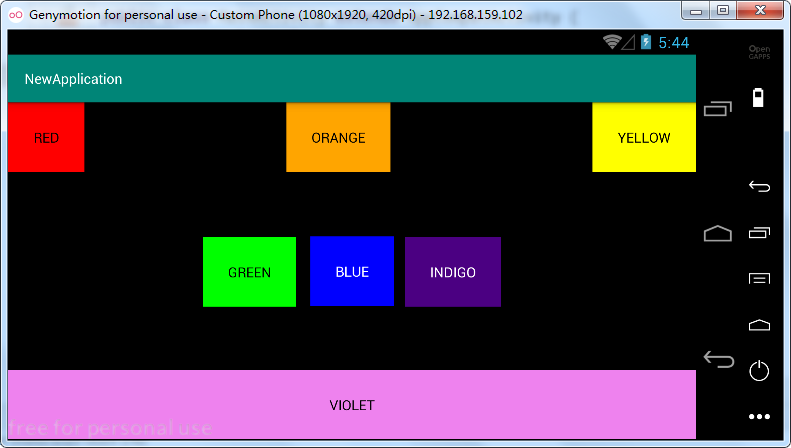 Genymotion for personal use - Custom Phone (1080x1920, 420dpi) - 192.168.159.102
5:44
Open
GAPPS
NewApplication
RED
ORANGE
YELLOW
GREEN
BLUE
INDIGO
VIOLET
free for personal use